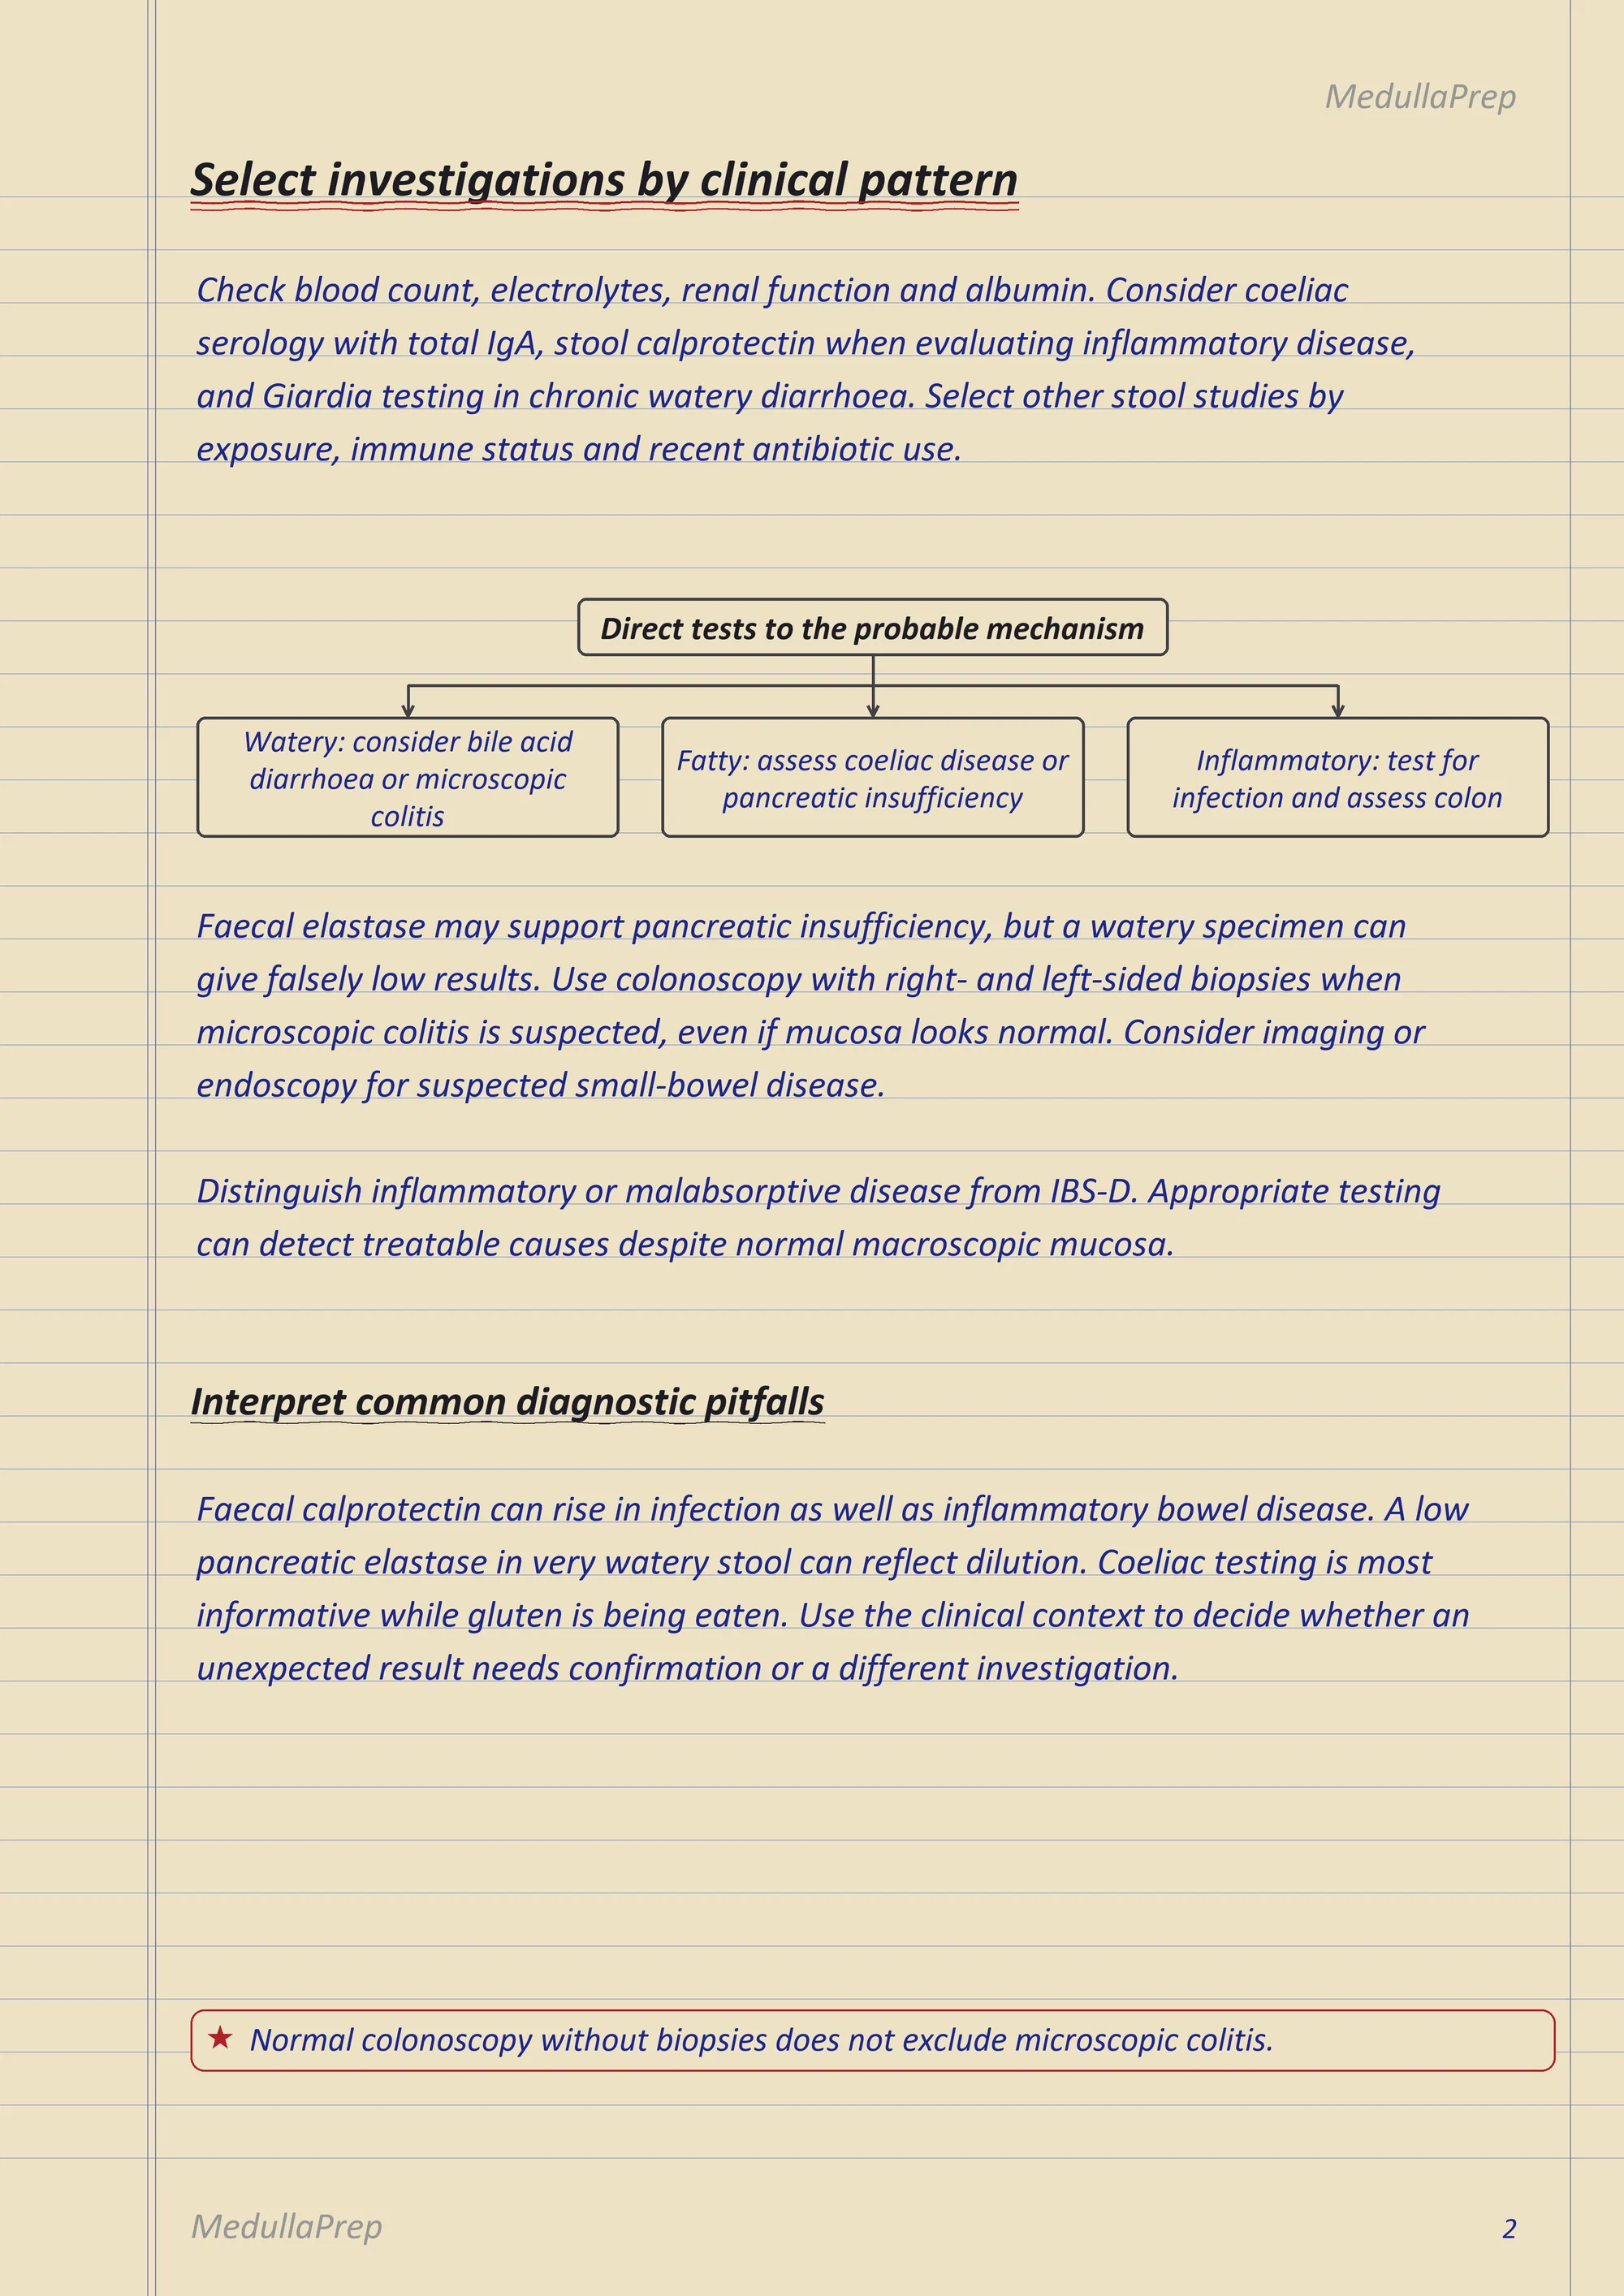 MedullaPrep
Select investigations by clinical pattern
Check blood count, electrolytes, renal function and albumin. Consider coeliac
serology with total IgA, stool calprotectin when evaluating inflammatory disease,
and Giardia testing in chronic watery diarrhoea. Select other stool studies by
exposure, immune status and recent antibiotic use.
Direct tests to the probable mechanism
Watery: consider bile acid
diarrhoea or microscopic
colitis
Fatty: assess coeliac disease or
pancreatic insufficiency
Inflammatory: test for
infection and assess colon
Faecal elastase may support pancreatic insufficiency, but a watery specimen can
give falsely low results. Use colonoscopy with right- and left-sided biopsies when
microscopic colitis is suspected, even if mucosa looks normal. Consider imaging or
endoscopy for suspected small-bowel disease.
Distinguish inflammatory or malabsorptive disease from IBS-D. Appropriate testing
can detect treatable causes despite normal macroscopic mucosa.
Interpret common diagnostic pitfalls
Faecal calprotectin can rise in infection as well as inflammatory bowel disease. A low
pancreatic elastase in very watery stool can reflect dilution. Coeliac testing is most
informative while gluten is being eaten. Use the clinical context to decide whether an
unexpected result needs confirmation or a different investigation.
★ Normal colonoscopy without biopsies does not exclude microscopic colitis.
MedullaPrep
2